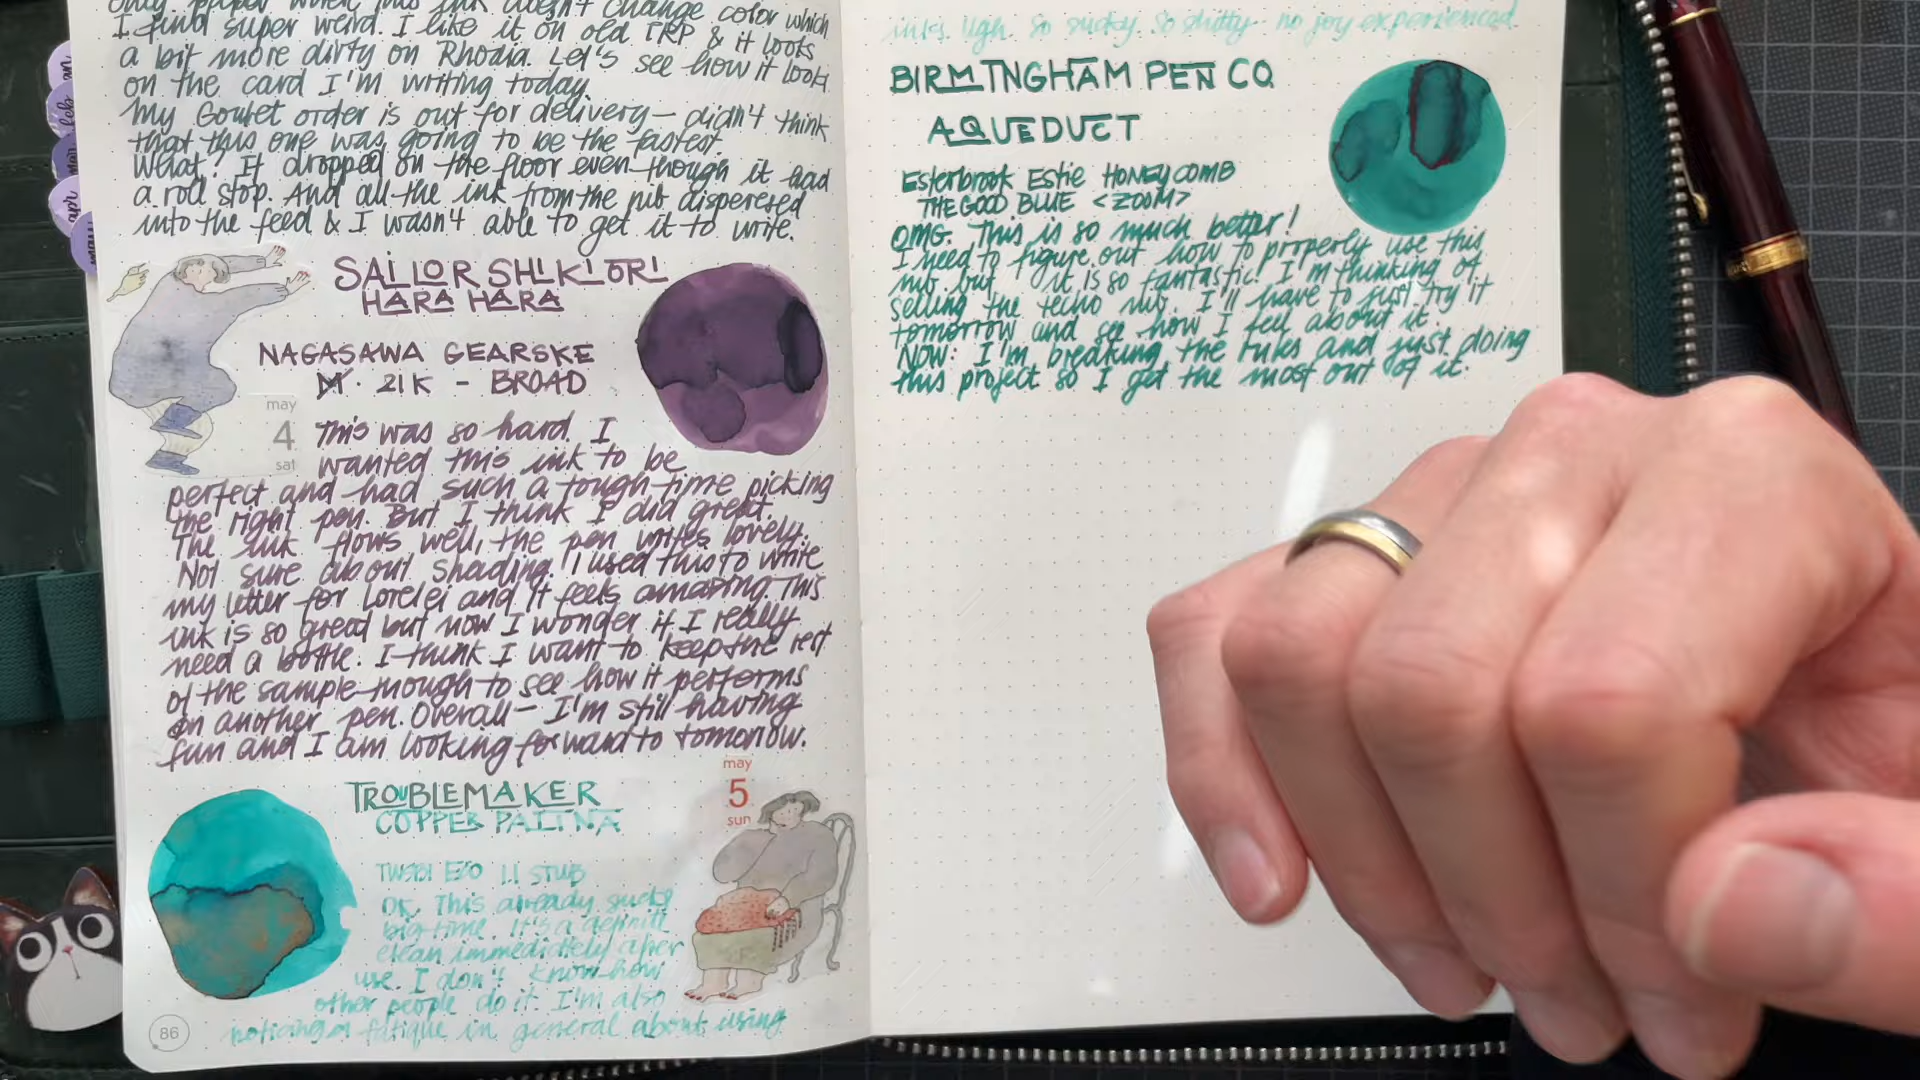 only paper when this ink doesn't change color which
I find super weird. I like it on old TRP & it looks
a bit more dirty on Rhodia. Let's see how it looks
on the card I'm writing today.
My Goulet order is out for delivery — didn't think
that this one was going to be the fastest.
What? It dropped on the floor even though it had
a roll stop. And all the ink from the nib dispersed
into the feed & I wasn't able to get it to write.
SAILOR SHIKIORI
HARA HARA
NAGASAWA GEARSKE
M. 21K - BROAD
may
4
sat
This was so hard. I
wanted this ink to be
perfect and had such a tough time picking
the right pen. But I think I did great.
The ink flows well, the pen writes lovely.
Not sure about shading. I used this to write
my letter for Lorelei and it feels amazing. This
ink is so great but now I wonder if I really
need a bottle. I think I want to keep the rest
of the sample though to see how it performs
on another pen. Overall — I'm still having
fun and I am looking forward to tomorrow.
TROUBLEMAKER
COPPER PATINA
may
5
sun
TWSBI ECO 1.1 STUB
OK, This already sucks
big time. It's a definite
clean immediately after
use. I don't know how
other people do it. I'm also
noticing a fatigue in general about using
86
inks. Ugh. So sucky. So shitty. no joy experienced.
BIRMINGHAM PEN CO
AQUEDUCT
Esterbrook Estie HONEYCOMB
THE GOOD BLUE <ZOOM>
OMG. This is so much better!
I need to figure out how to properly use this
nib but it is so fantastic! I'm thinking of
selling the techo nib. I'll have to just try it
tomorrow and see how I feel about it.
NOW: I'm breaking the rules and just doing
this project so I get the most out of it.
feb
apr